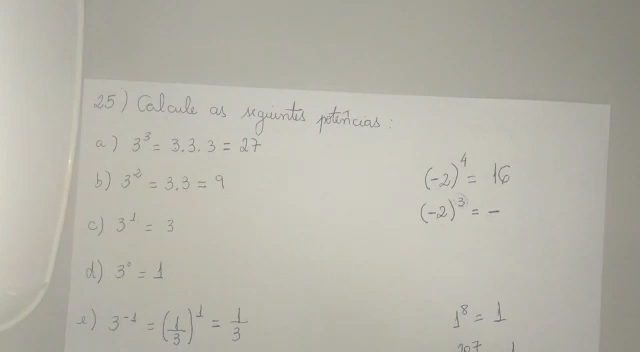 25) Calcule as seguintes potências:
a) 3³ = 3.3.3 = 27
b) 3² = 3.3 = 9
c) 3¹ = 3
d) 3⁰ = 1
e) 3⁻¹ = (1/3)¹ = 1/3
(-2)⁴ = 16
(-2)³ = -
1⁸ = 1